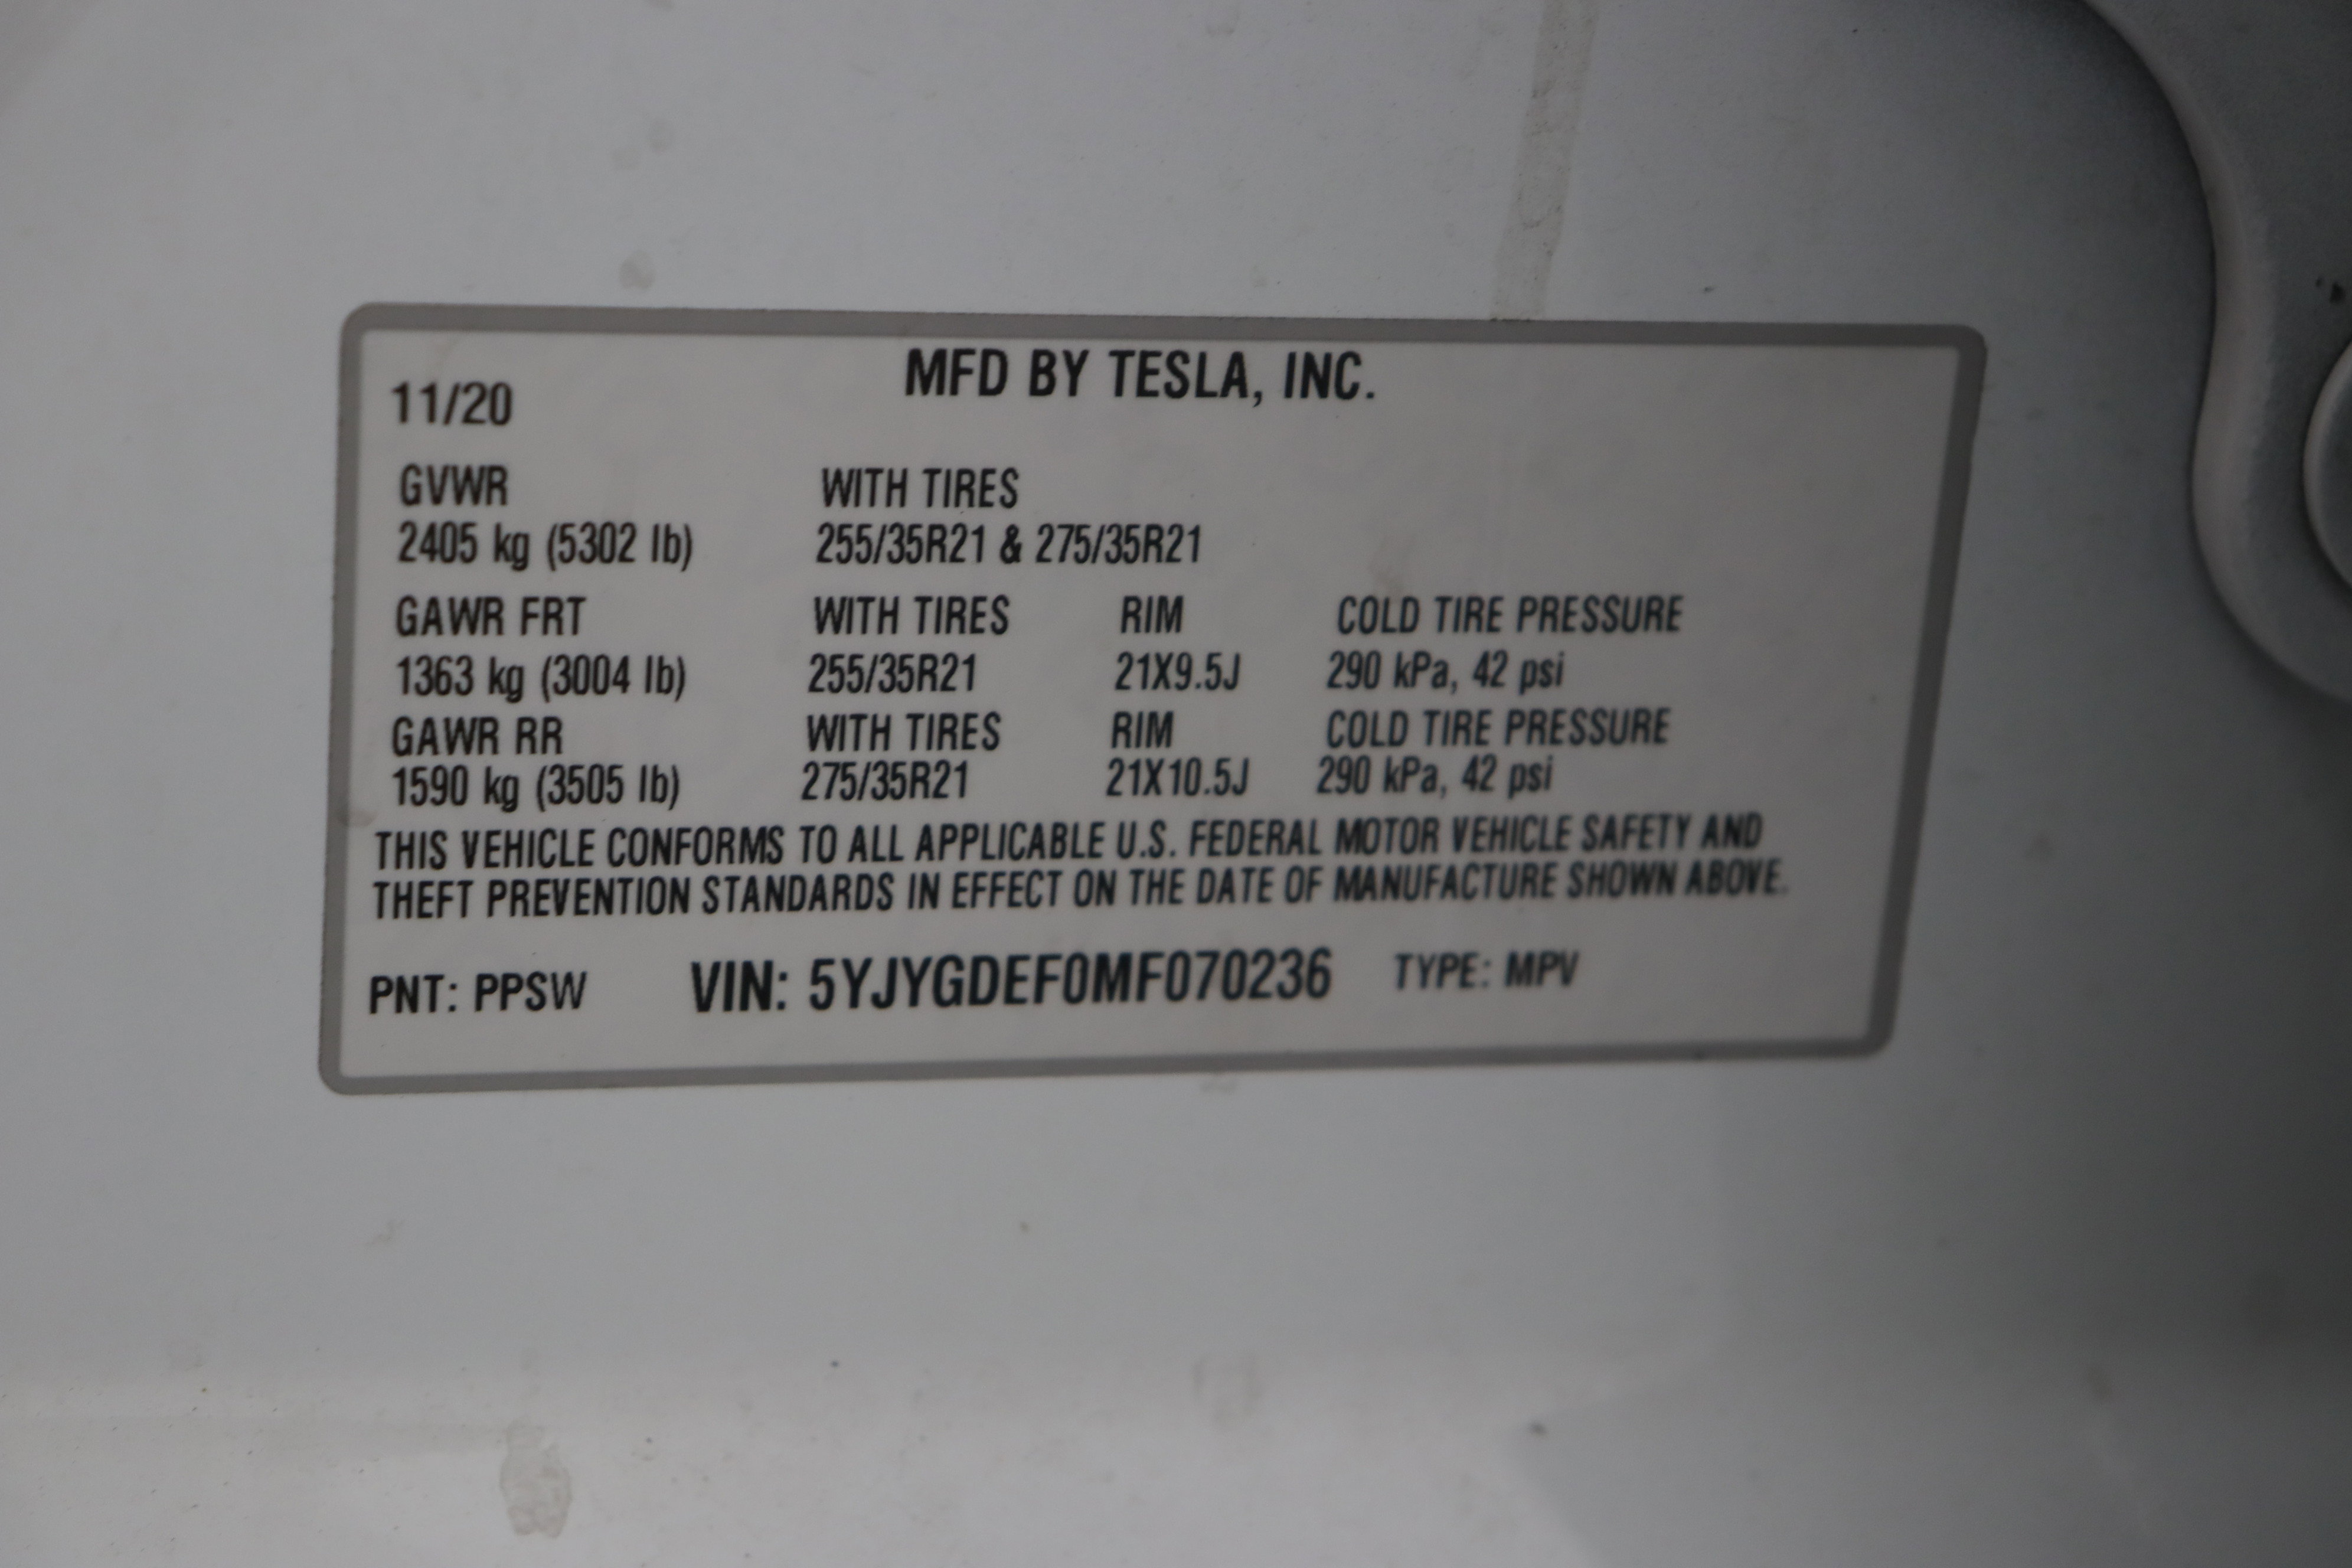 MFD BY TESLA, INC.
11/20
GVWR WITH TIRES
2405 kg (5302 lb) 255/35R21 & 275/35R21
GAWR FRT WITH TIRES RIM COLD TIRE PRESSURE
1363 kg (3004 lb) 255/35R21 21X9.5J 290 kPa, 42 psi
GAWR RR WITH TIRES RIM COLD TIRE PRESSURE
1590 kg (3505 lb) 275/35R21 21X10.5J 290 kPa, 42 psi
THIS VEHICLE CONFORMS TO ALL APPLICABLE U.S. FEDERAL MOTOR VEHICLE SAFETY AND
THEFT PREVENTION STANDARDS IN EFFECT ON THE DATE OF MANUFACTURE SHOWN ABOVE.
PNT: PPSW VIN: 5YJYGDEF0MF070236 TYPE: MPV